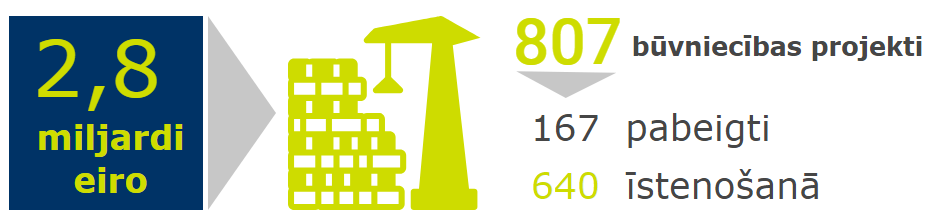 2,8
miljardi
eiro
807 būvniecības projekti
167 pabeigti
640 īstenošanā